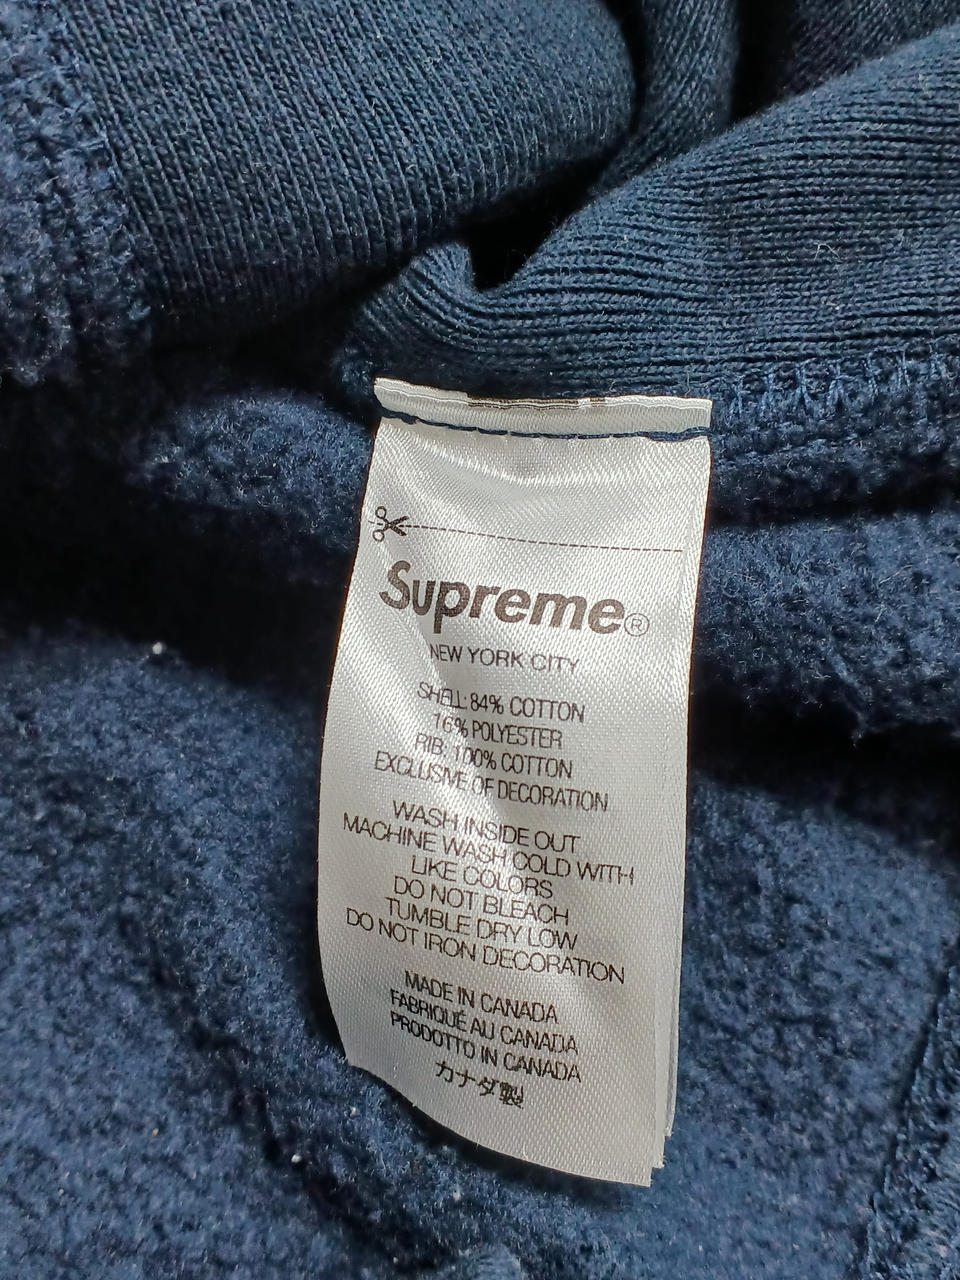 Supreme®
NEW YORK CITY
SHELL: 84% COTTON
16% POLYESTER
RIB: 100% COTTON
EXCLUSIVE OF DECORATION
WASH INSIDE OUT
MACHINE WASH COLD WITH
LIKE COLORS
DO NOT BLEACH
TUMBLE DRY LOW
DO NOT IRON DECORATION
MADE IN CANADA
FABRIQUÉ AU CANADA
PRODOTTO IN CANADA
カナダ製